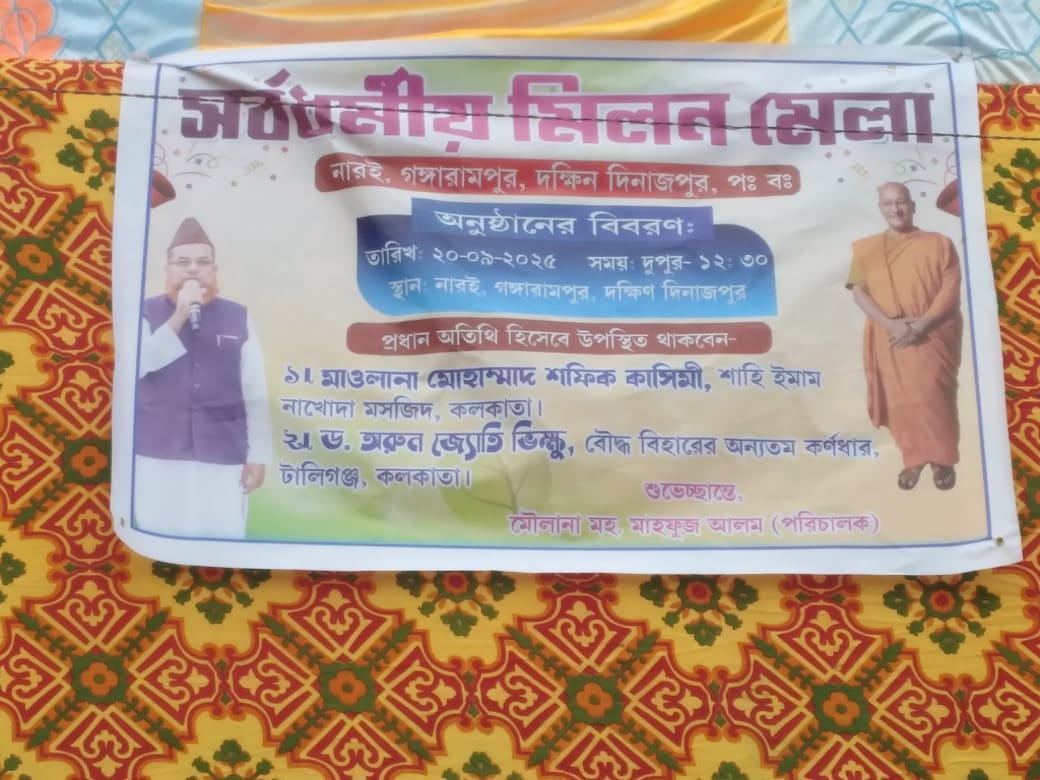 সর্বধর্মীয় মিলন মেলা
নারই, গঙ্গারামপুর, দক্ষিন দিনাজপুর, পঃ বঃ
অনুষ্ঠানের বিবরণঃ
তারিখঃ ২০-০৯-২০২৫ সময়ঃ দুপুর- ১২ঃ ৩০
স্থান: নারই, গঙ্গারামপুর, দক্ষিণ দিনাজপুর
প্রধান অতিথি হিসেবে উপস্থিত থাকবেন-
১। মাওলানা মোহাম্মাদ শফিক কাসিমী, শাহি ইমাম
নাখোদা মসজিদ, কলকাতা।
২। ড. অরুন জ্যোতি ভিক্ষু, বৌদ্ধ বিহারের অন্যতম কর্ণধার,
টালিগঞ্জ, কলকাতা।
শুভেচ্ছান্তে,
মৌলানা মহ, মাহফুজ আলম (পরিচালক)